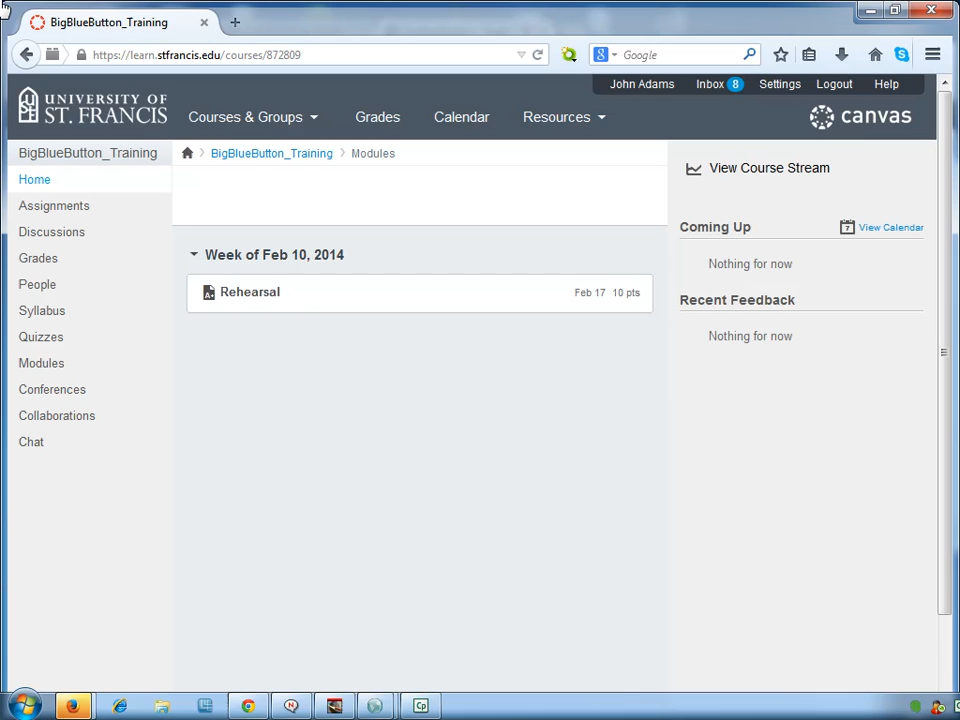 BigBlueButton_Training
https://learn.stfrancis.edu/courses/872809
8 Google
John Adams Inbox 8 Settings Logout Help
UNIVERSITY OF ST. FRANCIS
Courses & Groups Grades Calendar Resources
canvas
BigBlueButton_Training
BigBlueButton_Training Modules
View Course Stream
Home
Assignments
Discussions
Grades
People
Syllabus
Quizzes
Modules
Conferences
Collaborations
Chat
Week of Feb 10, 2014
Rehearsal Feb 17 10 pts
Coming Up 7 View Calendar
Nothing for now
Recent Feedback
Nothing for now
Cp